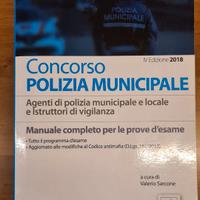 IV Edizione 2018
Concorso
POLIZIA MUNICIPALE
Agenti di polizia municipale e locale
e Istruttori di vigilanza
Manuale completo per le prove d'esame
• Tutto il programma d'esame
• Aggiornato alle modifiche al Codice antimafia (D.Lgs.
a cura di
Valerio Sarcone